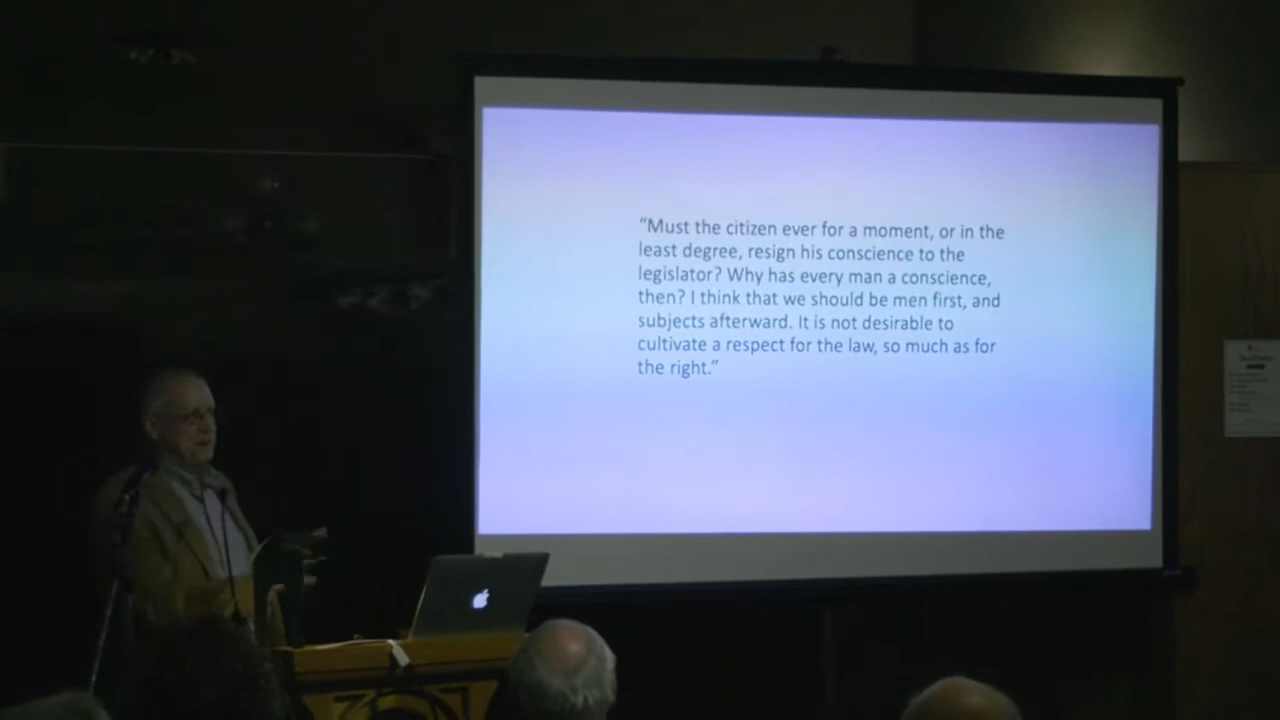 “Must the citizen ever for a moment, or in the
least degree, resign his conscience to the
legislator? Why has every man a conscience,
then? I think that we should be men first, and
subjects afterward. It is not desirable to
cultivate a respect for the law, so much as for
the right.”